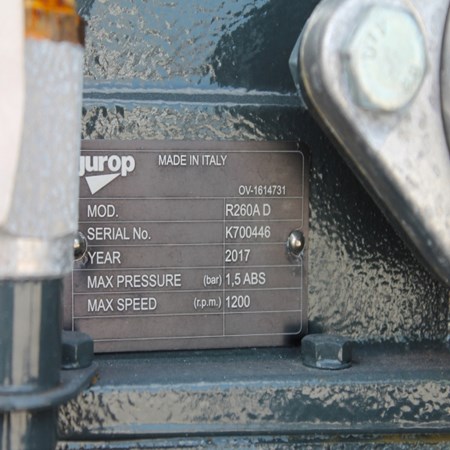 jurop MADE IN ITALY
OV-1614731
MOD. R260A D
SERIAL No. K700446
YEAR 2017
MAX PRESSURE (bar) 1,5 ABS
MAX SPEED (r.p.m.) 1200